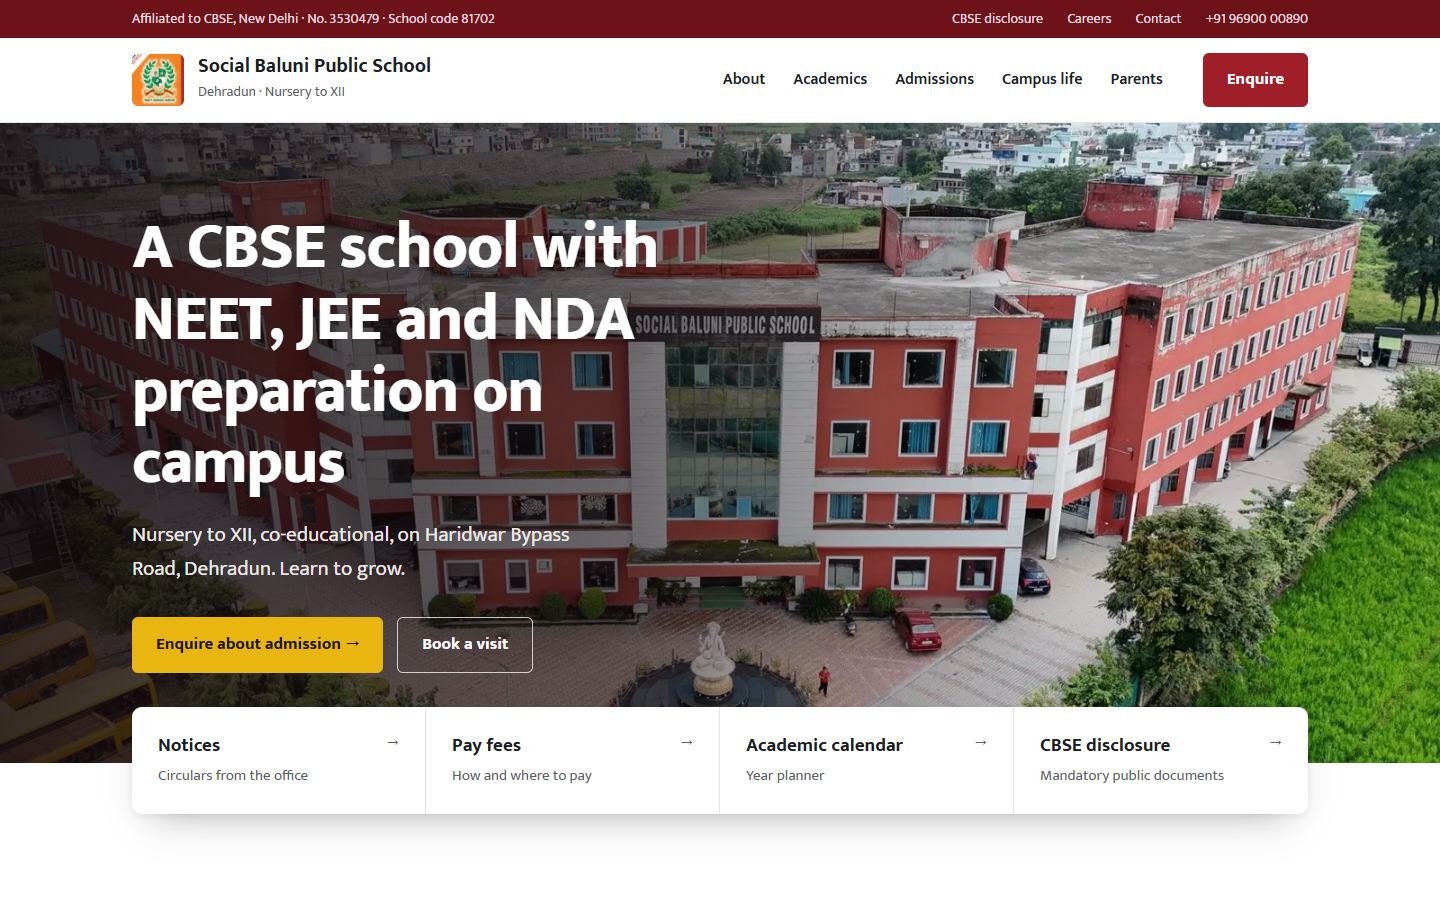 Affiliated to CBSE, New Delhi · No. 3530479 · School code 81702
CBSE disclosure Careers Contact +91 96900 00890
Social Baluni Public School
Dehradun · Nursery to XII
About Academics Admissions Campus life Parents Enquire
A CBSE school with
NEET, JEE and NDA
preparation on
campus
SOCIAL BALUNI PUBLIC SCHOOL
Nursery to XII, co-educational, on Haridwar Bypass
Road, Dehradun. Learn to grow.
Enquire about admission →
Book a visit
Notices →
Circulars from the office
Pay fees →
How and where to pay
Academic calendar →
Year planner
CBSE disclosure →
Mandatory public documents